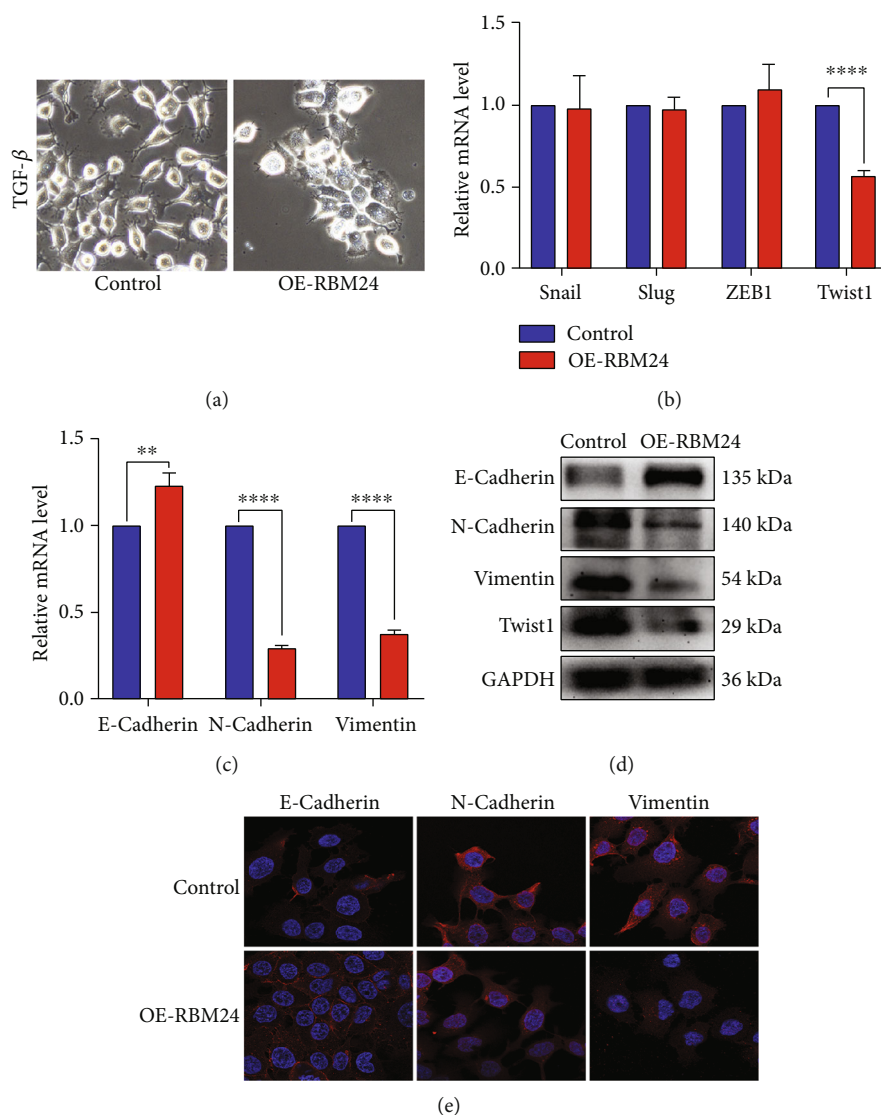 TGF-β
Control
OE-RBM24
(a)
Relative mRNA level
1.5
1.0
0.5
0.0
****
Snail
Slug
ZEB1
Twist1
Control
OE-RBM24
(b)
Relative mRNA level
1.5
1.0
0.5
0.0
**
****
****
E-Cadherin
N-Cadherin
Vimentin
(c)
Control OE-RBM24
E-Cadherin 135 kDa
N-Cadherin 140 kDa
Vimentin 54 kDa
Twist1 29 kDa
GAPDH 36 kDa
(d)
E-Cadherin N-Cadherin Vimentin
Control
OE-RBM24
(e)